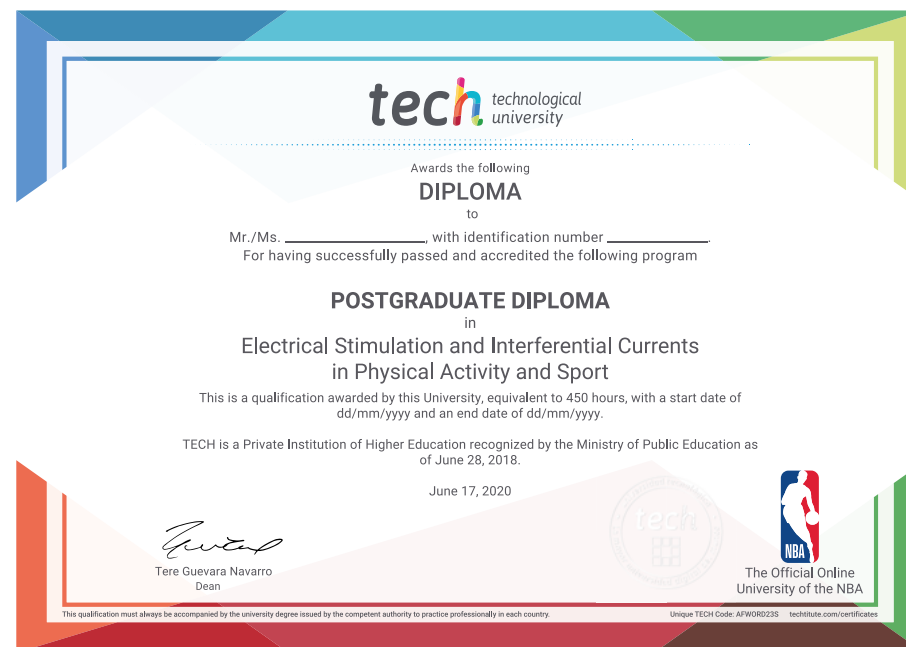 tech technological
university
Awards the following
DIPLOMA
to
Mr./Ms. ____________________, with identification number ______________.
For having successfully passed and accredited the following program
POSTGRADUATE DIPLOMA
in
Electrical Stimulation and Interferential Currents
in Physical Activity and Sport
This is a qualification awarded by this University, equivalent to 450 hours, with a start date of
dd/mm/yyyy and an end date of dd/mm/yyyy.
TECH is a Private Institution of Higher Education recognized by the Ministry of Public Education as
of June 28, 2018.
June 17, 2020
tech
Tere Guevara Navarro
Dean
NBA
The Official Online
University of the NBA
This qualification must always be accompanied by the university degree issued by the competent authority to practice professionally in each country.
Unique TECH Code: AFWORD23S techtitute.com/certificates